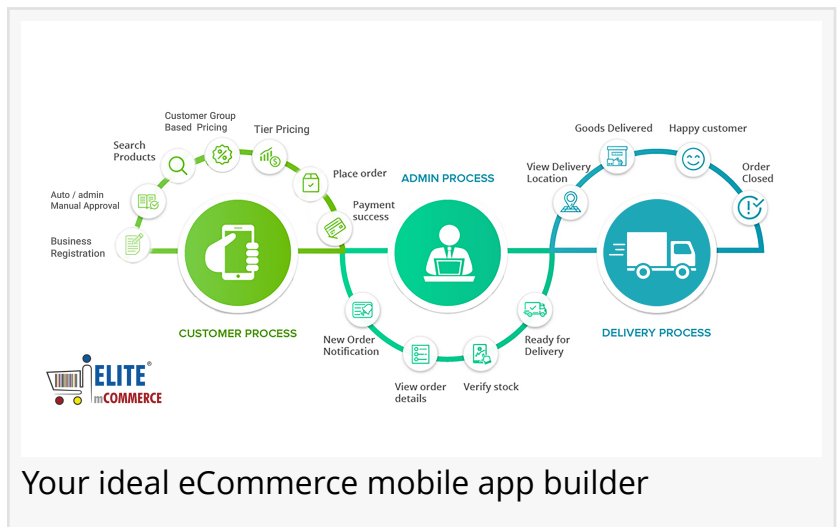 Customer Group
Based Pricing
Tier Pricing
Search
Products
Place order
Auto / admin
Manual Approval
Payment
success
Business
Registration
CUSTOMER PROCESS
ADMIN PROCESS
New Order
Notification
View order
details
Verify stock
Ready for
Delivery
Goods Delivered
Happy customer
View Delivery
Location
Order
Closed
DELIVERY PROCESS
ELITE®
mCOMMERCE
Your ideal eCommerce mobile app builder